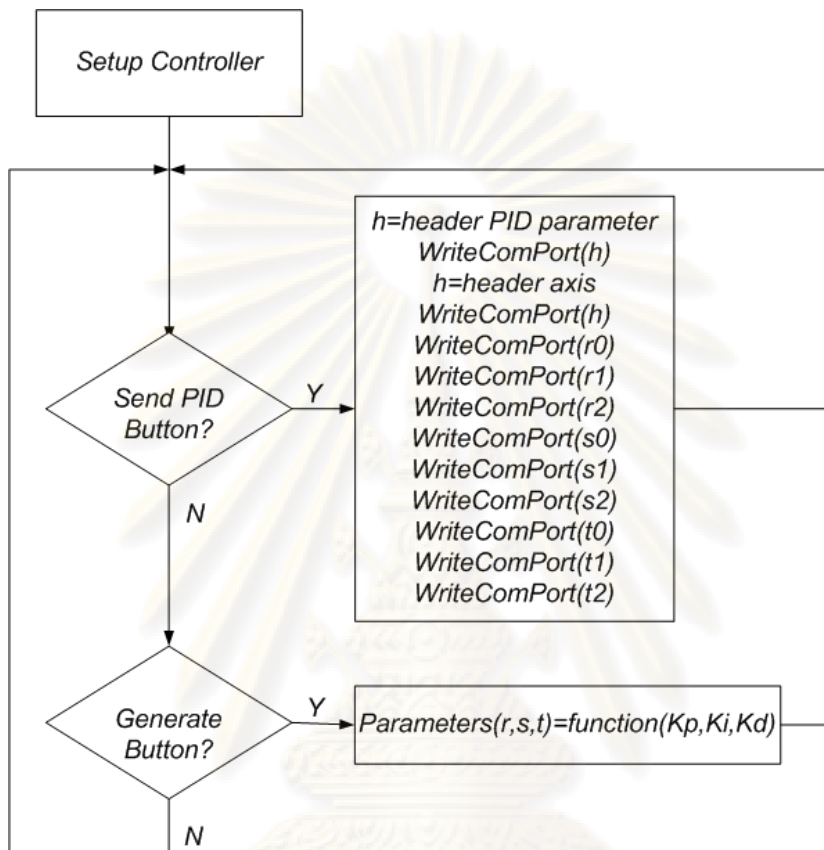 Setup Controller
h=header PID parameter
WriteComPort(h)
h=header axis
WriteComPort(h)
WriteComPort(r0)
WriteComPort(r1)
WriteComPort(r2)
WriteComPort(s0)
WriteComPort(s1)
WriteComPort(s2)
WriteComPort(t0)
WriteComPort(t1)
WriteComPort(t2)
Send PID
Button?
Y
N
Generate
Button?
Y
Parameters(r,s,t)=function(Kp,Ki,Kd)
N